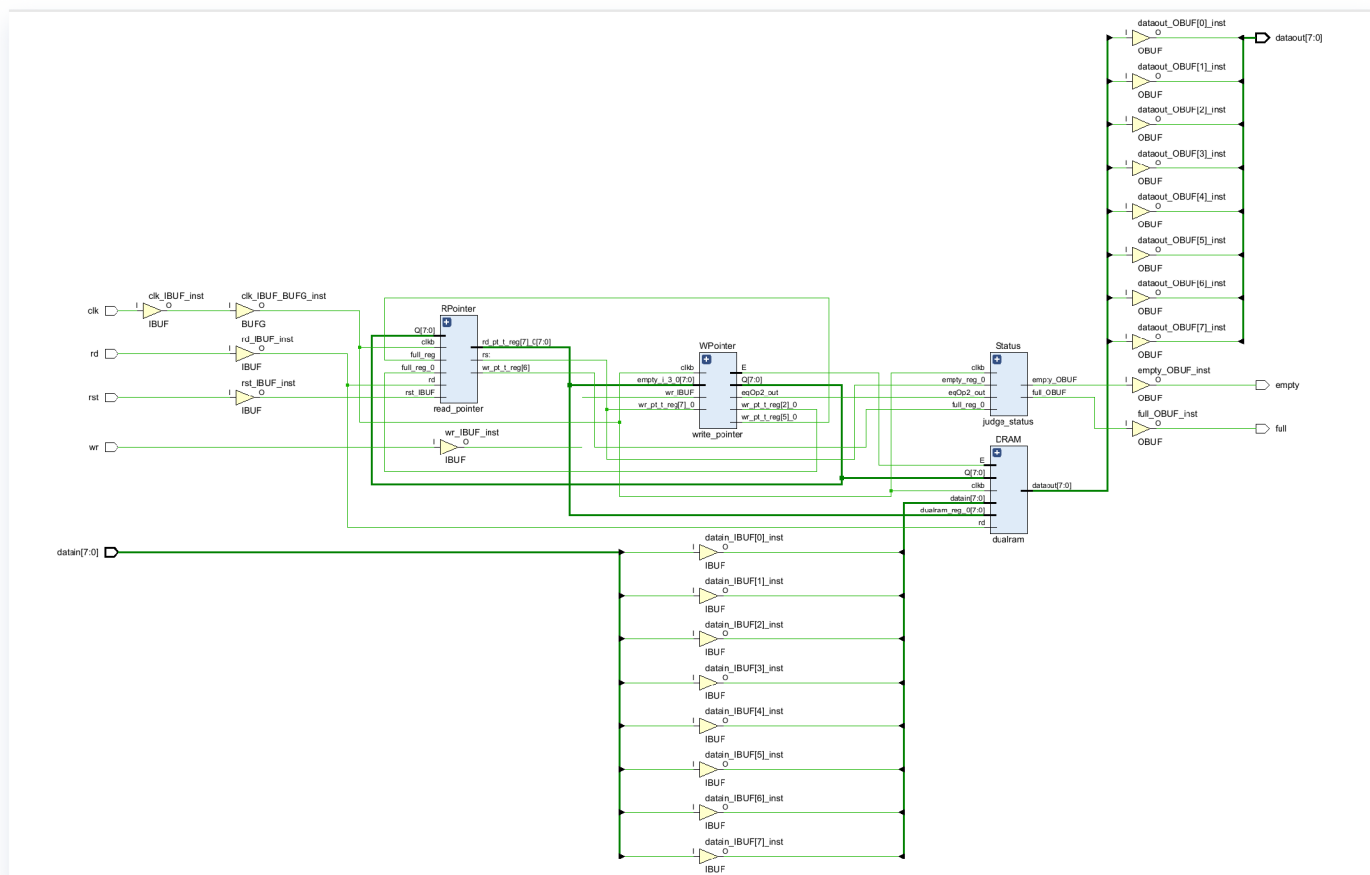 dataout_OBUF[0]_inst
I O
OBUF
dataout[7:0]
dataout_OBUF[1]_inst
I O
OBUF
dataout_OBUF[2]_inst
I O
OBUF
dataout_OBUF[3]_inst
I O
OBUF
dataout_OBUF[4]_inst
I O
OBUF
dataout_OBUF[5]_inst
I O
OBUF
dataout_OBUF[6]_inst
I O
OBUF
dataout_OBUF[7]_inst
I O
OBUF
clk
clk_IBUF_inst
I O
IBUF
clk_IBUF_BUFG_inst
I O
BUFG
rd
rd_IBUF_inst
I O
IBUF
rst
rst_IBUF_inst
I O
IBUF
wr
wr_IBUF_inst
I O
IBUF
RPointer
Q[7:0]
clkb
full_reg
full_reg_0
rd
rst_IBUF
rd_pt_t_reg[7]_0[7:0]
rs:
wr_pt_t_reg[6]
read_pointer
WPointer
clkb
empty_i_3_0[7:0]
wr_IBUF
wr_pt_t_reg[7]_0
E
Q[7:0]
eqOp2_out
wr_pt_t_reg[2]_0
wr_pt_t_reg[5]_0
write_pointer
Status
clkb
empty_reg_0
eqOp2_out
full_reg_0
empty_OBUF
full_OBUF
judge_status
empty_OBUF_inst
I O
OBUF
empty
full_OBUF_inst
I O
OBUF
full
DRAM
E
Q[7:0]
clkb
datain[7:0]
dualram_reg_0[7:0]
rd
dataout[7:0]
dualram
datain[7:0]
datain_IBUF[0]_inst
I O
IBUF
datain_IBUF[1]_inst
I O
IBUF
datain_IBUF[2]_inst
I O
IBUF
datain_IBUF[3]_inst
I O
IBUF
datain_IBUF[4]_inst
I O
IBUF
datain_IBUF[5]_inst
I O
IBUF
datain_IBUF[6]_inst
I O
IBUF
datain_IBUF[7]_inst
I O
IBUF